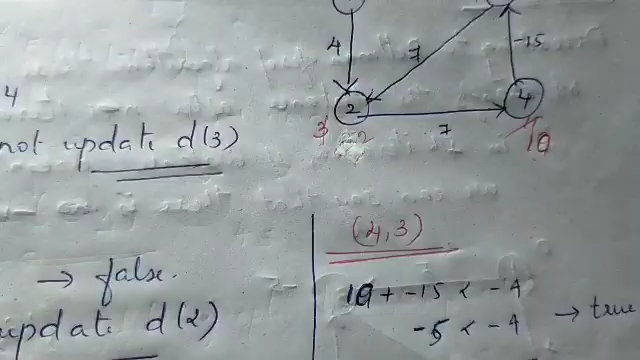 4
7
-15
2
4
3
2
7
10
4
not update d(3)
(4,3)
→ false.
10 + -15 < -4
→ true
update d(2)
-5 < -4